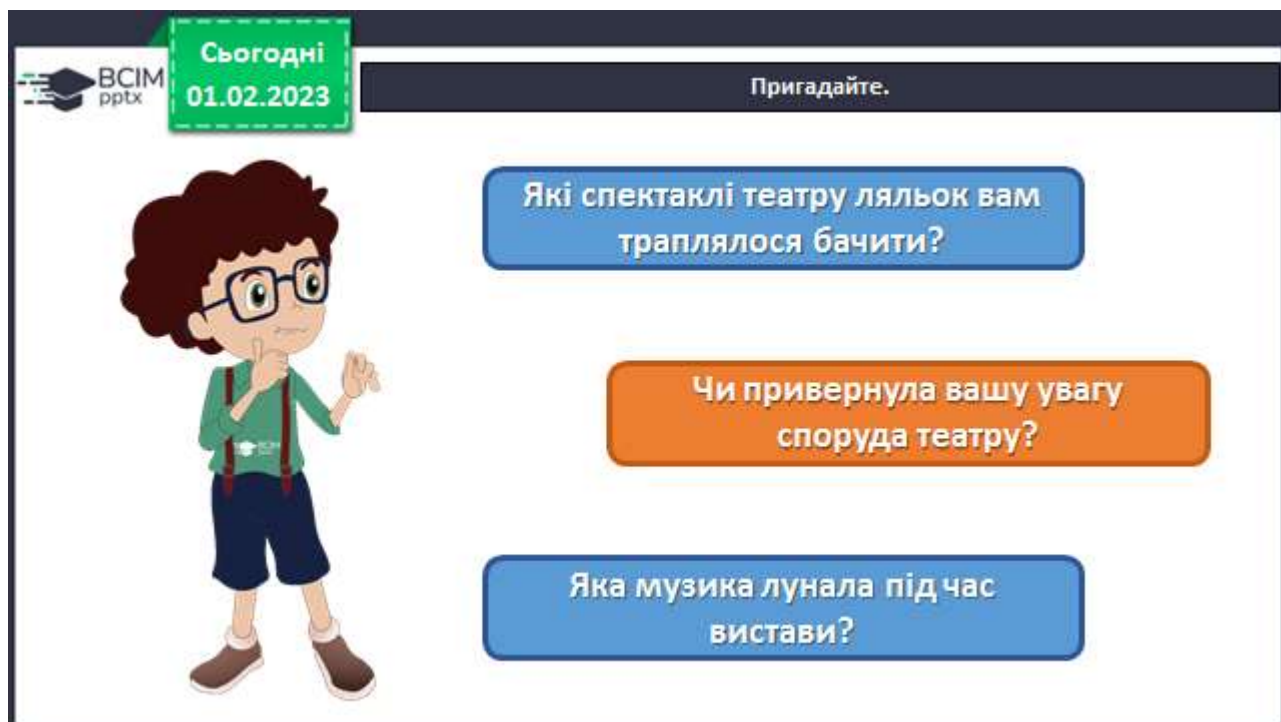 Сьогодні
01.02.2023
ВСІМ
pptx
Пригадайте.
Які спектаклі театру ляльок вам
траплялося бачити?
Чи привернула вашу увагу
споруда театру?
Яка музика лунала під час
вистави?